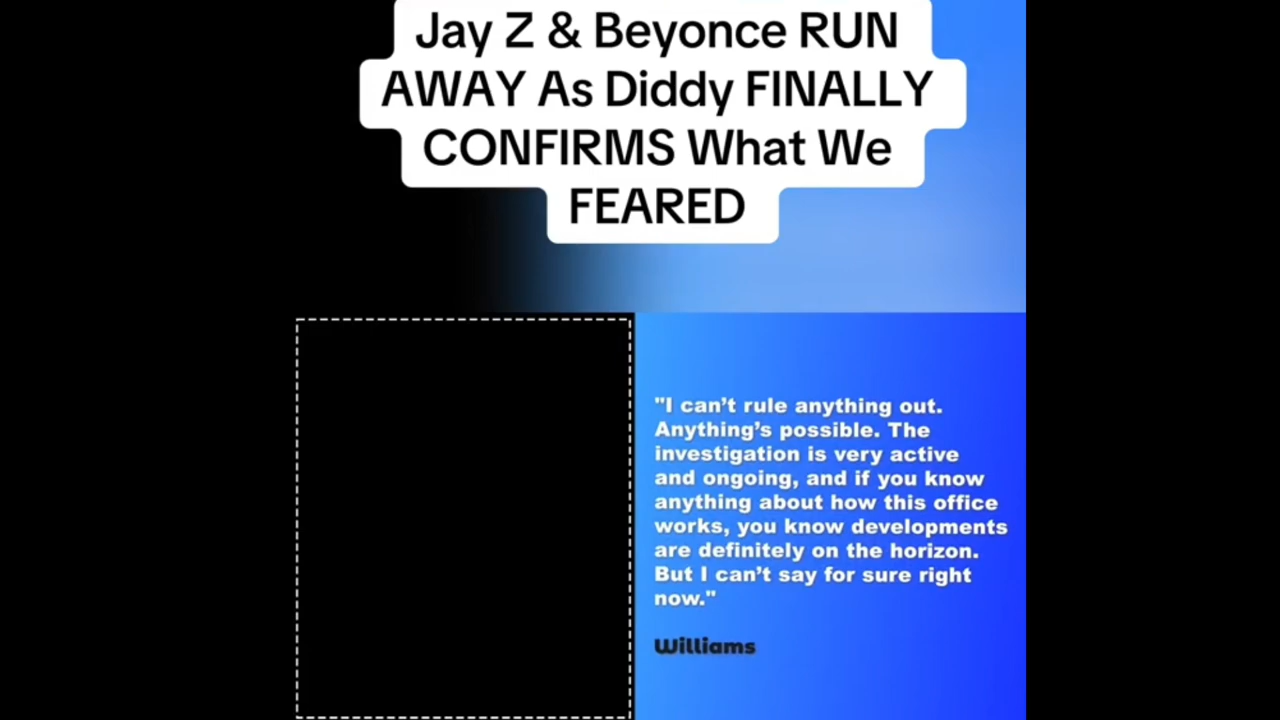 Jay Z & Beyonce RUN
AWAY As Diddy FINALLY
CONFIRMS What We
FEARED
"I can’t rule anything out.
Anything’s possible. The
investigation is very active
and ongoing, and if you know
anything about how this office
works, you know developments
are definitely on the horizon.
But I can’t say for sure right
now."
Williams